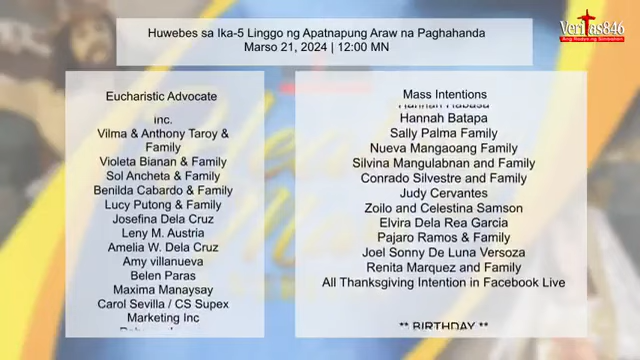 Huwebes sa Ika-5 Linggo ng Apatnapung Araw na Paghahanda
Marso 21, 2024 | 12:00 MN
Veritas846
Ang Radyo ng Simbahan
Eucharistic Advocate
Inc.
Vilma & Anthony Taroy &
Family
Violeta Bianan & Family
Sol Ancheta & Family
Benilda Cabardo & Family
Lucy Putong & Family
Josefina Dela Cruz
Leny M. Austria
Amelia W. Dela Cruz
Amy villanueva
Belen Paras
Maxima Manaysay
Carol Sevilla / CS Supex
Marketing Inc
Mass Intentions
Hannah Batapa
Sally Palma Family
Nueva Mangaoang Family
Silvina Mangulabnan and Family
Conrado Silvestre and Family
Judy Cervantes
Zoilo and Celestina Samson
Elvira Dela Rea Garcia
Pajaro Ramos & Family
Joel Sonny De Luna Versoza
Renita Marquez and Family
All Thanksgiving Intention in Facebook Live
** BIRTHDAY **